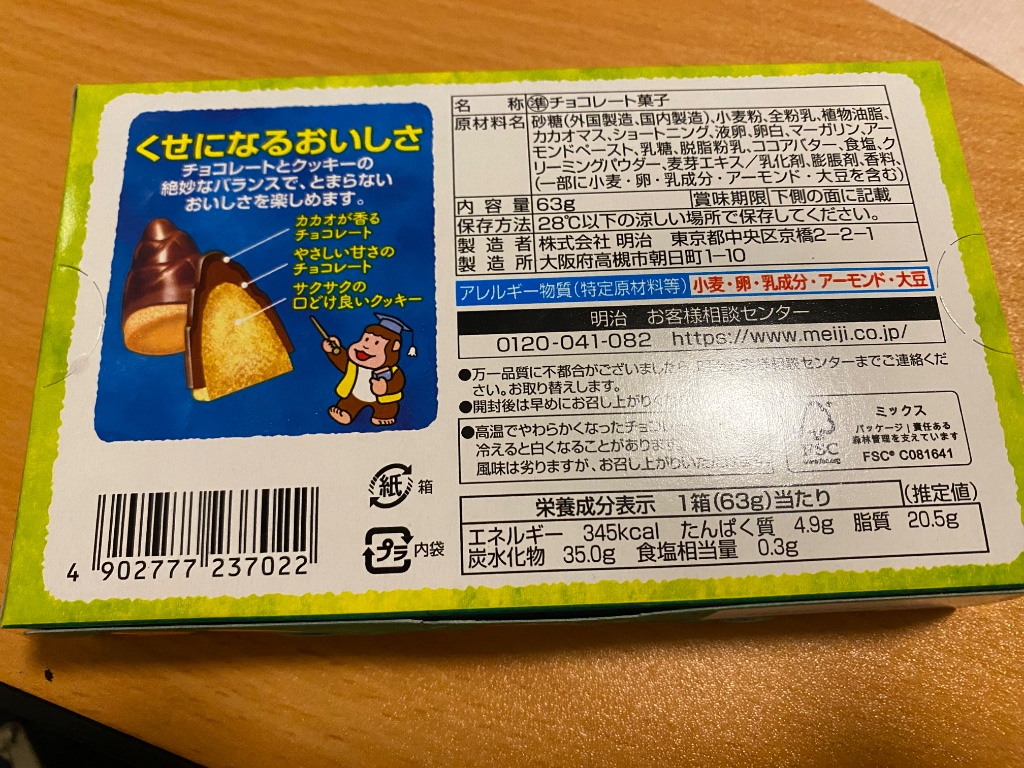 くせになるおいしさ
チョコレートとクッキーの
絶妙なバランスで、とまらない
おいしさを楽しめます。
カカオが香る
チョコレート
やさしい甘さの
チョコレート
サクサクの
口どけ良いクッキー
4 902777 237022
紙 箱
プラ 内袋
名 称 準チョコレート菓子
原材料名 砂糖(外国製造、国内製造)、小麦粉、全粉乳、植物油脂、
カカオマス、ショートニング、液卵、卵白、マーガリン、アー
モンドペースト、乳糖、脱脂粉乳、ココアバター、食塩、ク
リーミングパウダー、麦芽エキス/乳化剤、膨脹剤、香料、
(一部に小麦・卵・乳成分・アーモンド・大豆を含む)
内容量 63g 賞味期限 下側の面に記載
保存方法 28℃以下の涼しい場所で保存してください。
製造者 株式会社 明治 東京都中央区京橋2-2-1
製造所 大阪府高槻市朝日町1-10
アレルギー物質(特定原材料等) 小麦・卵・乳成分・アーモンド・大豆
明治 お客様相談センター
0120-041-082 https://www.meiji.co.jp/
●万一品質に不都合がございましたら 相談センターまでご連絡くだ
さい。お取り替えします。
●開封後は早めにお召し上がりく
●高温でやわらかくなったチョコレ
冷えると白くなることがあります
風味は劣りますが、お召し上がりいただけます。
FSC
www.fsc.org
ミックス
パッケージ|責任ある
森林管理を支えています
FSC® C081641
栄養成分表示 1箱(63g)当たり (推定値)
エネルギー 345kcal たんぱく質 4.9g 脂質 20.5g
炭水化物 35.0g 食塩相当量 0.3g